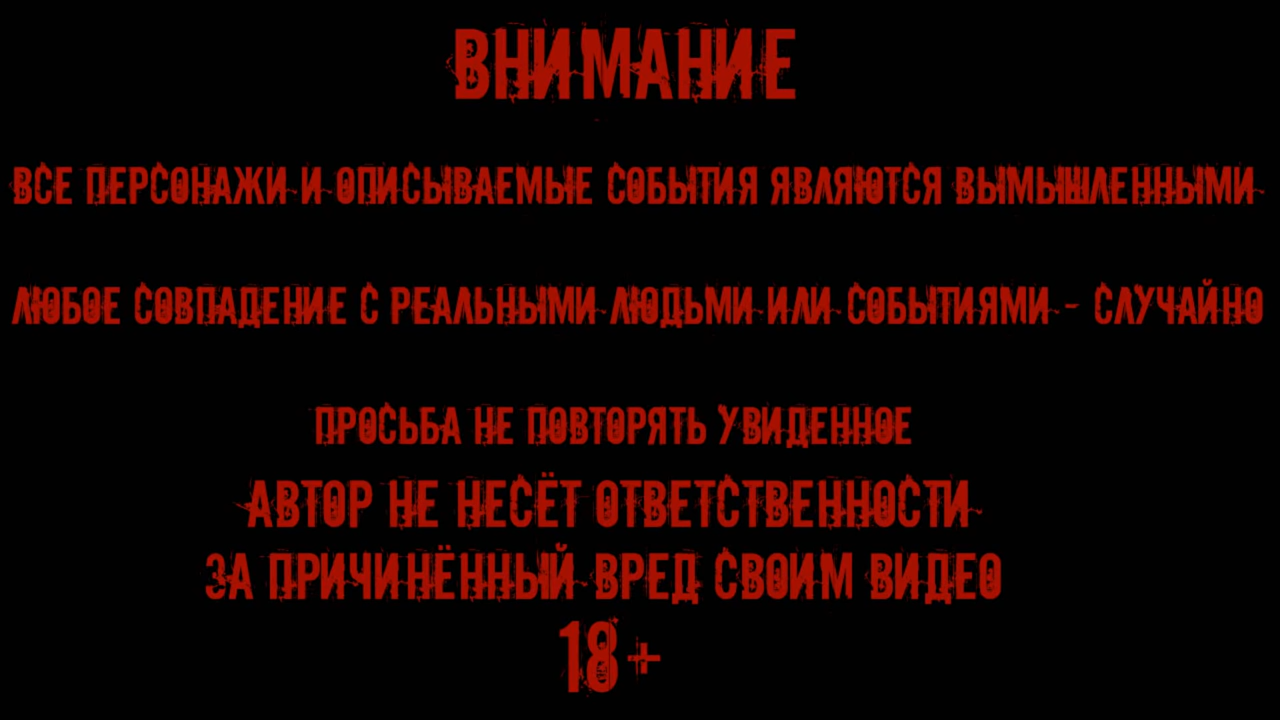 ВНИМАНИЕ
ВСЕ ПЕРСОНАЖИ И ОПИСЫВАЕМЫЕ СОБЫТИЯ ЯВЛЯЮТСЯ ВЫМЫШЛЕННЫМИ
ЛЮБОЕ СОВПАДЕНИЕ С РЕАЛЬНЫМИ ЛЮДЬМИ ИЛИ СОБЫТИЯМИ - СЛУЧАЙНО
ПРОСЬБА НЕ ПОВТОРЯТЬ УВИДЕННОЕ
АВТОР НЕ НЕСЁТ ОТВЕТСТВЕННОСТИ
ЗА ПРИЧИНЁННЫЙ ВРЕД СВОИМ ВИДЕО
18+